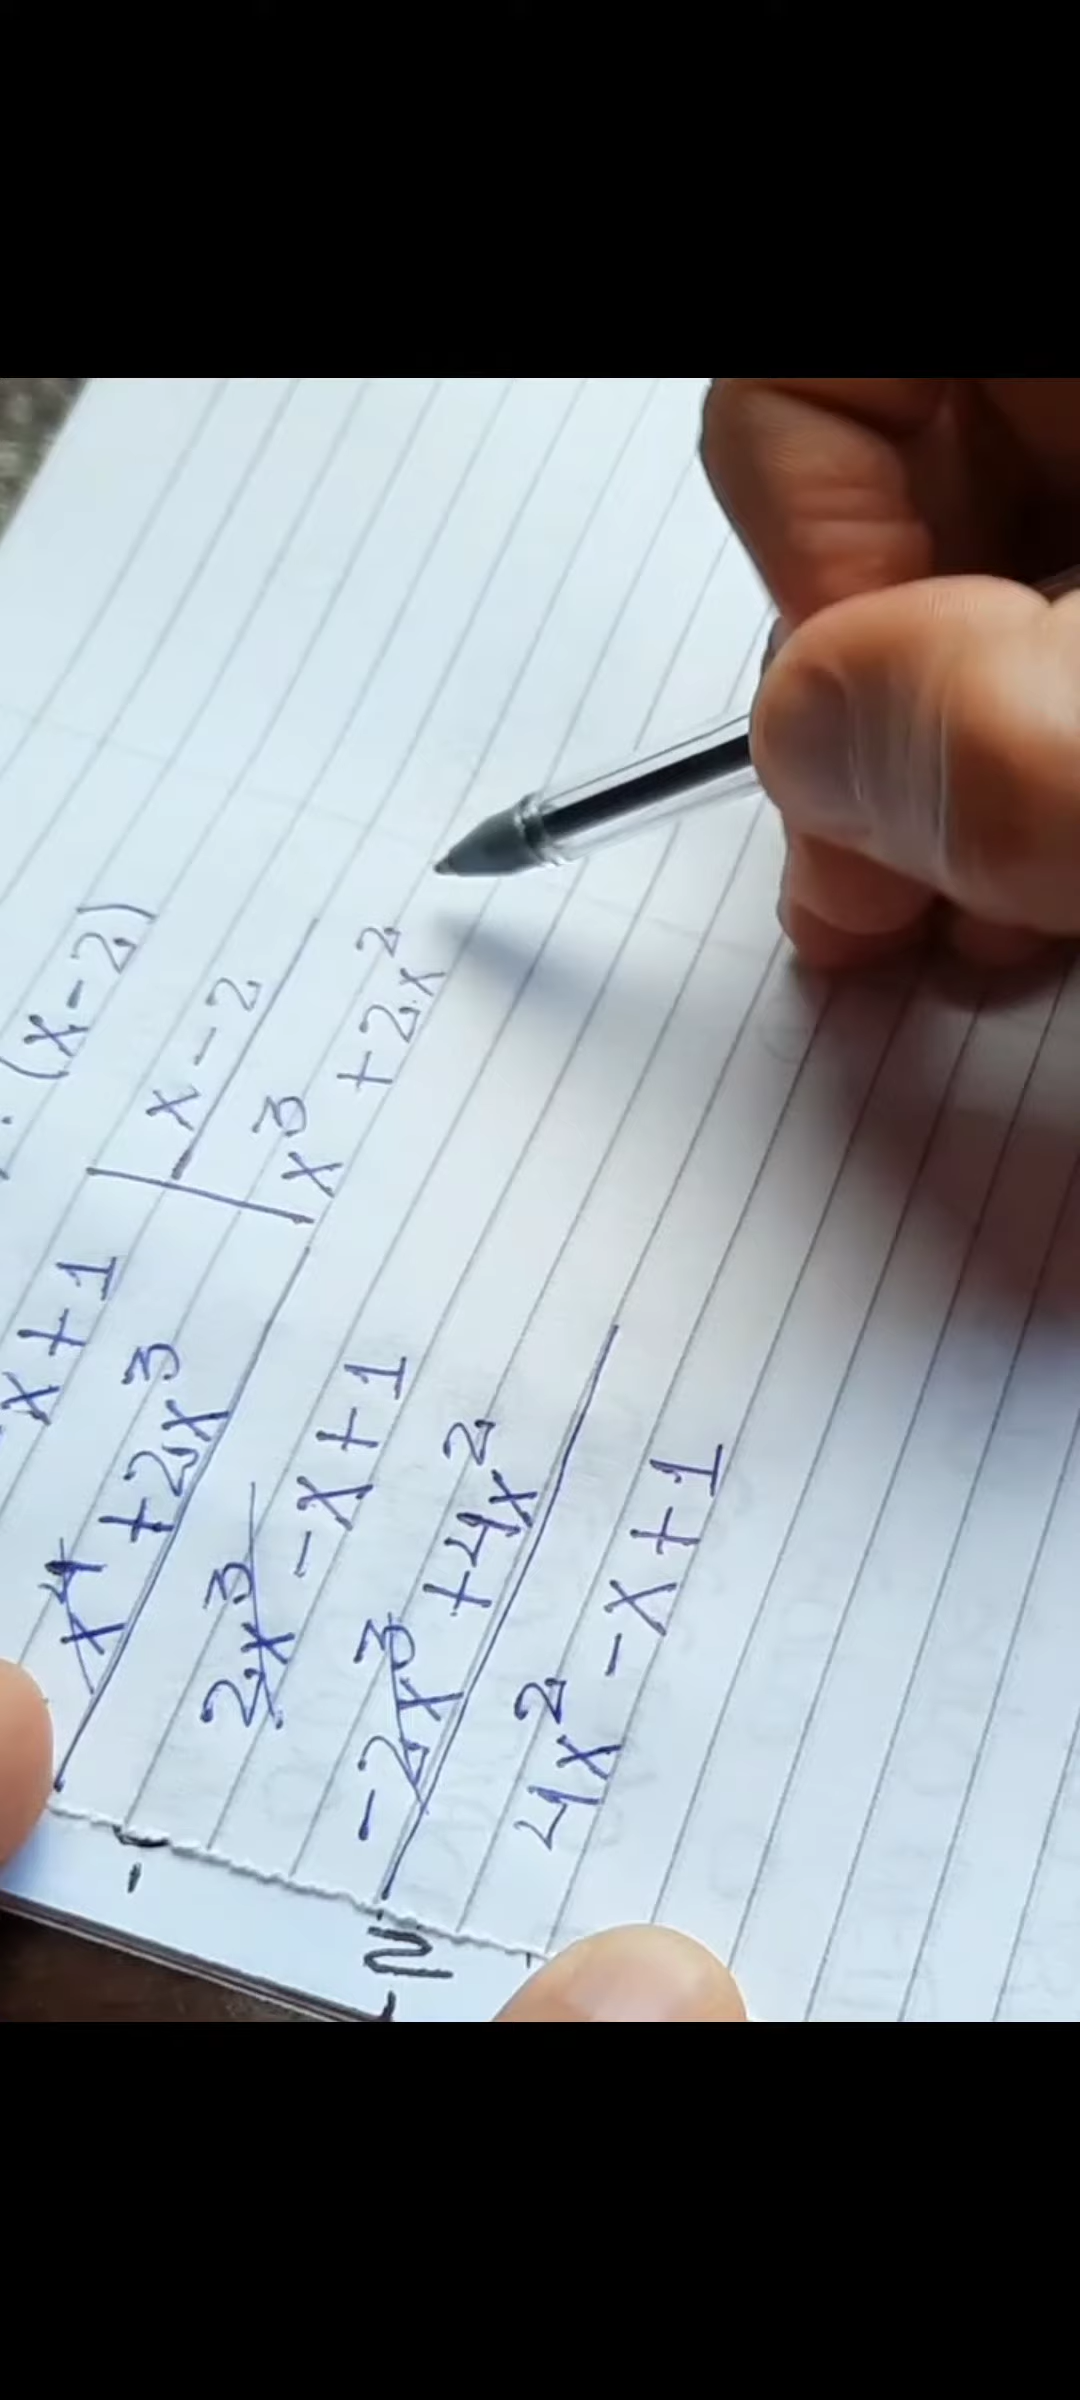 . (x-2)
x+1 | x-2
x⁴ +2x³ | x³ +2x²
2x³ -x+1
-2x³ +4x²
4x² -x+1